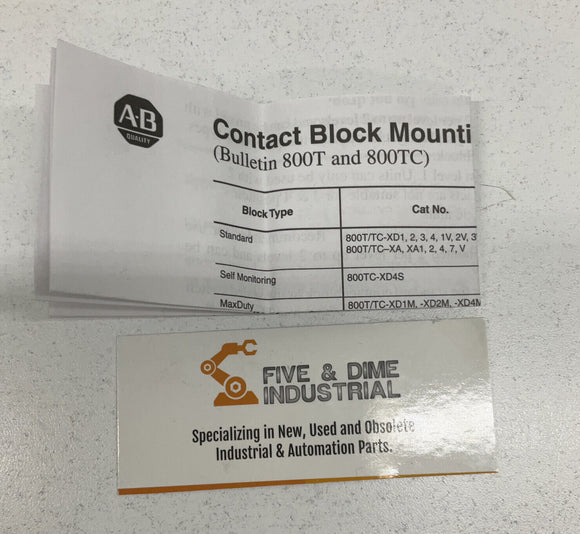 A-B
QUALITY
Contact Block Mounti
(Bulletin 800T and 800TC)
Block Type Cat No.
Standard 800T/TC-XD1, 2, 3, 4, 1V, 2V, 3
800T/TC–XA, XA1, 2, 4, 7, V
Self Monitoring 800TC-XD4S
MaxDuty 800T/TC-XD1M, -XD2M, -XD4M
FIVE & DIME
INDUSTRIAL
Specializing in New, Used and Obsolete
Industrial & Automation Parts.